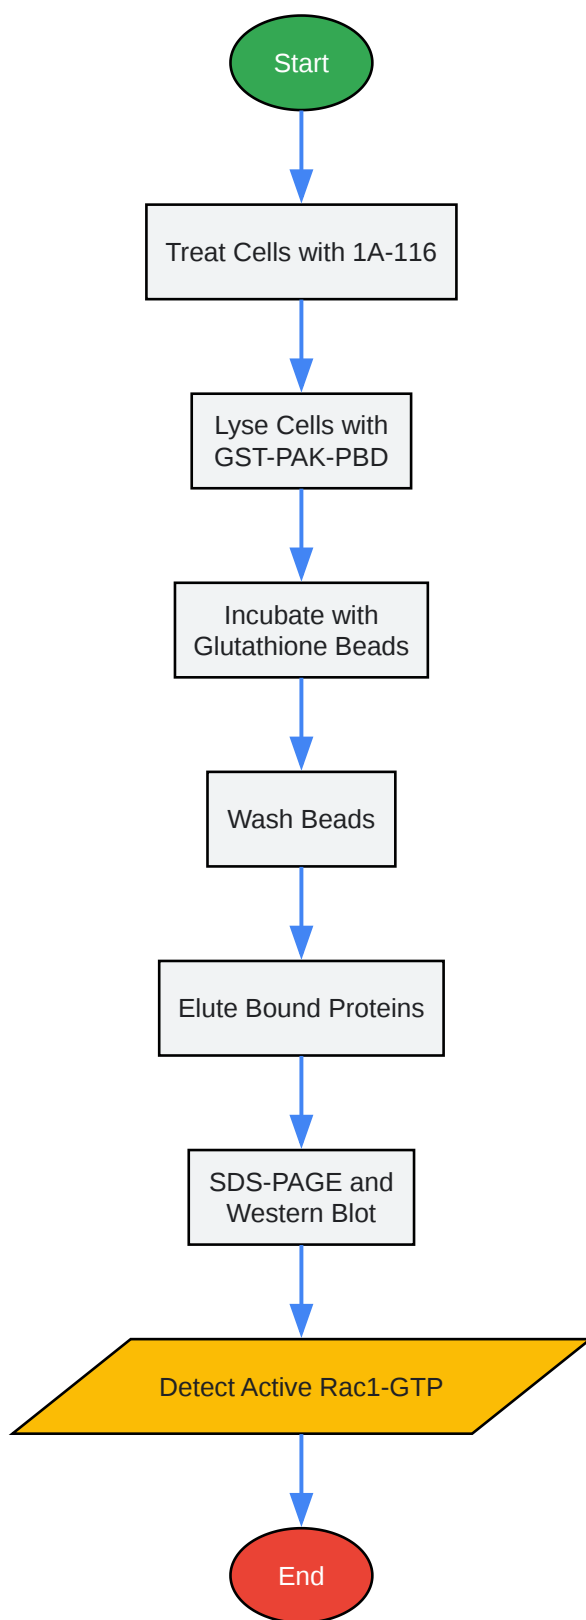 Start
Treat Cells with 1A-116
Lyse Cells with
GST-PAK-PBD
Incubate with
Glutathione Beads
Wash Beads
Elute Bound Proteins
SDS-PAGE and
Western Blot
Detect Active Rac1-GTP
End